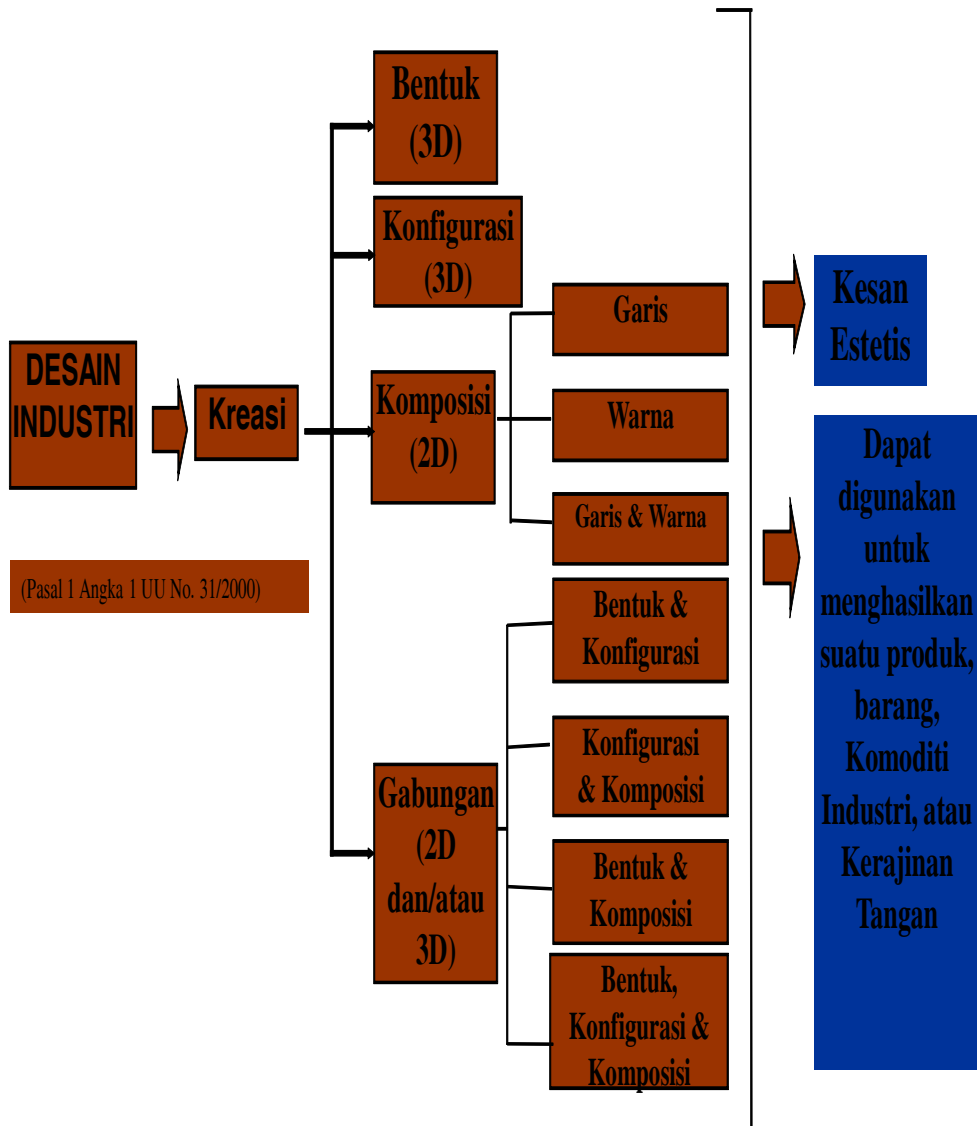 DESAIN
INDUSTRI
(Pasal 1 Angka 1 UU No. 31/2000)
Kreasi
Bentuk
(3D)
Konfigurasi
(3D)
Komposisi
(2D)
Garis
Warna
Garis & Warna
Gabungan
(2D
dan/atau
3D)
Bentuk &
Konfigurasi
Konfigurasi
& Komposisi
Bentuk &
Komposisi
Bentuk,
Konfigurasi &
Komposisi
Kesan
Estetis
Dapat
digunakan
untuk
menghasilkan
suatu produk,
barang,
Komoditi
Industri, atau
Kerajinan
Tangan